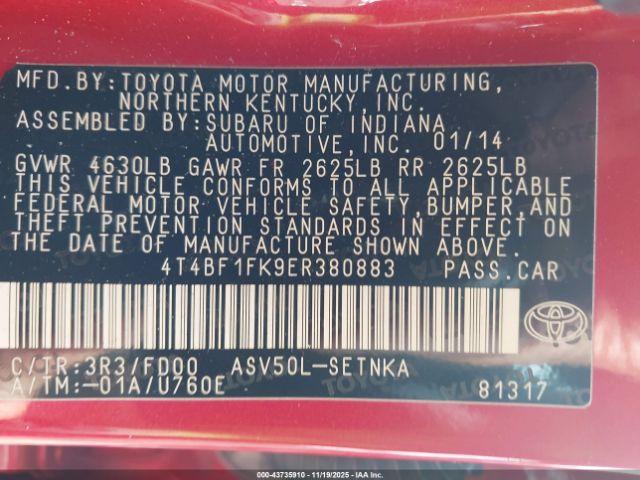 MFD.BY:TOYOTA MOTOR MANUFACTURING,
NORTHERN KENTUCKY,INC.
ASSEMBLED BY:SUBARU OF INDIANA
AUTOMOTIVE,INC. 01/14
GVWR 4630LB GAWR FR 2625LB RR 2625LB
THIS VEHICLE CONFORMS TO ALL APPLICABLE
FEDERAL MOTOR VEHICLE SAFETY,BUMPER,AND
THEFT PREVENTION STANDARDS IN EFFECT ON
THE DATE OF MANUFACTURE SHOWN ABOVE.
4T4BF1FK9ER380883 PASS.CAR
C/TR:3R3/FD00 ASV50L-SETNKA
A/TM:-01A/U760E 81317
000-43735910 - 11/19/2025 - IAA Inc.